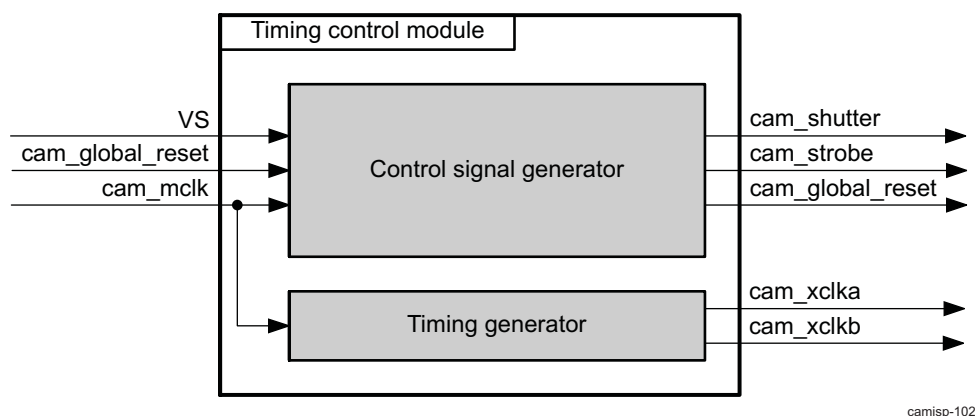 Timing control module
VS
cam_global_reset
cam_mclk
Control signal generator
cam_shutter
cam_strobe
cam_global_reset
Timing generator
cam_xclka
cam_xclkb
camisp-102